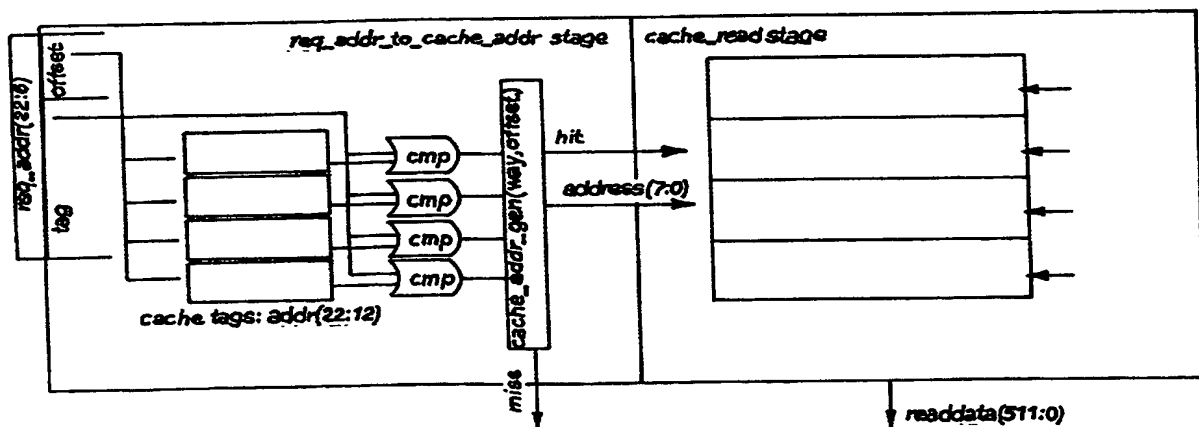 req_addr_to_cache_addr stage
cache_read stage
req_addr(22:6)
offset
tag
cmp
cmp
cmp
cmp
cache tags: addr(22:12)
cache_addr_gen(way,offset)
hit
address(7:0)
miss
readdata(511:0)